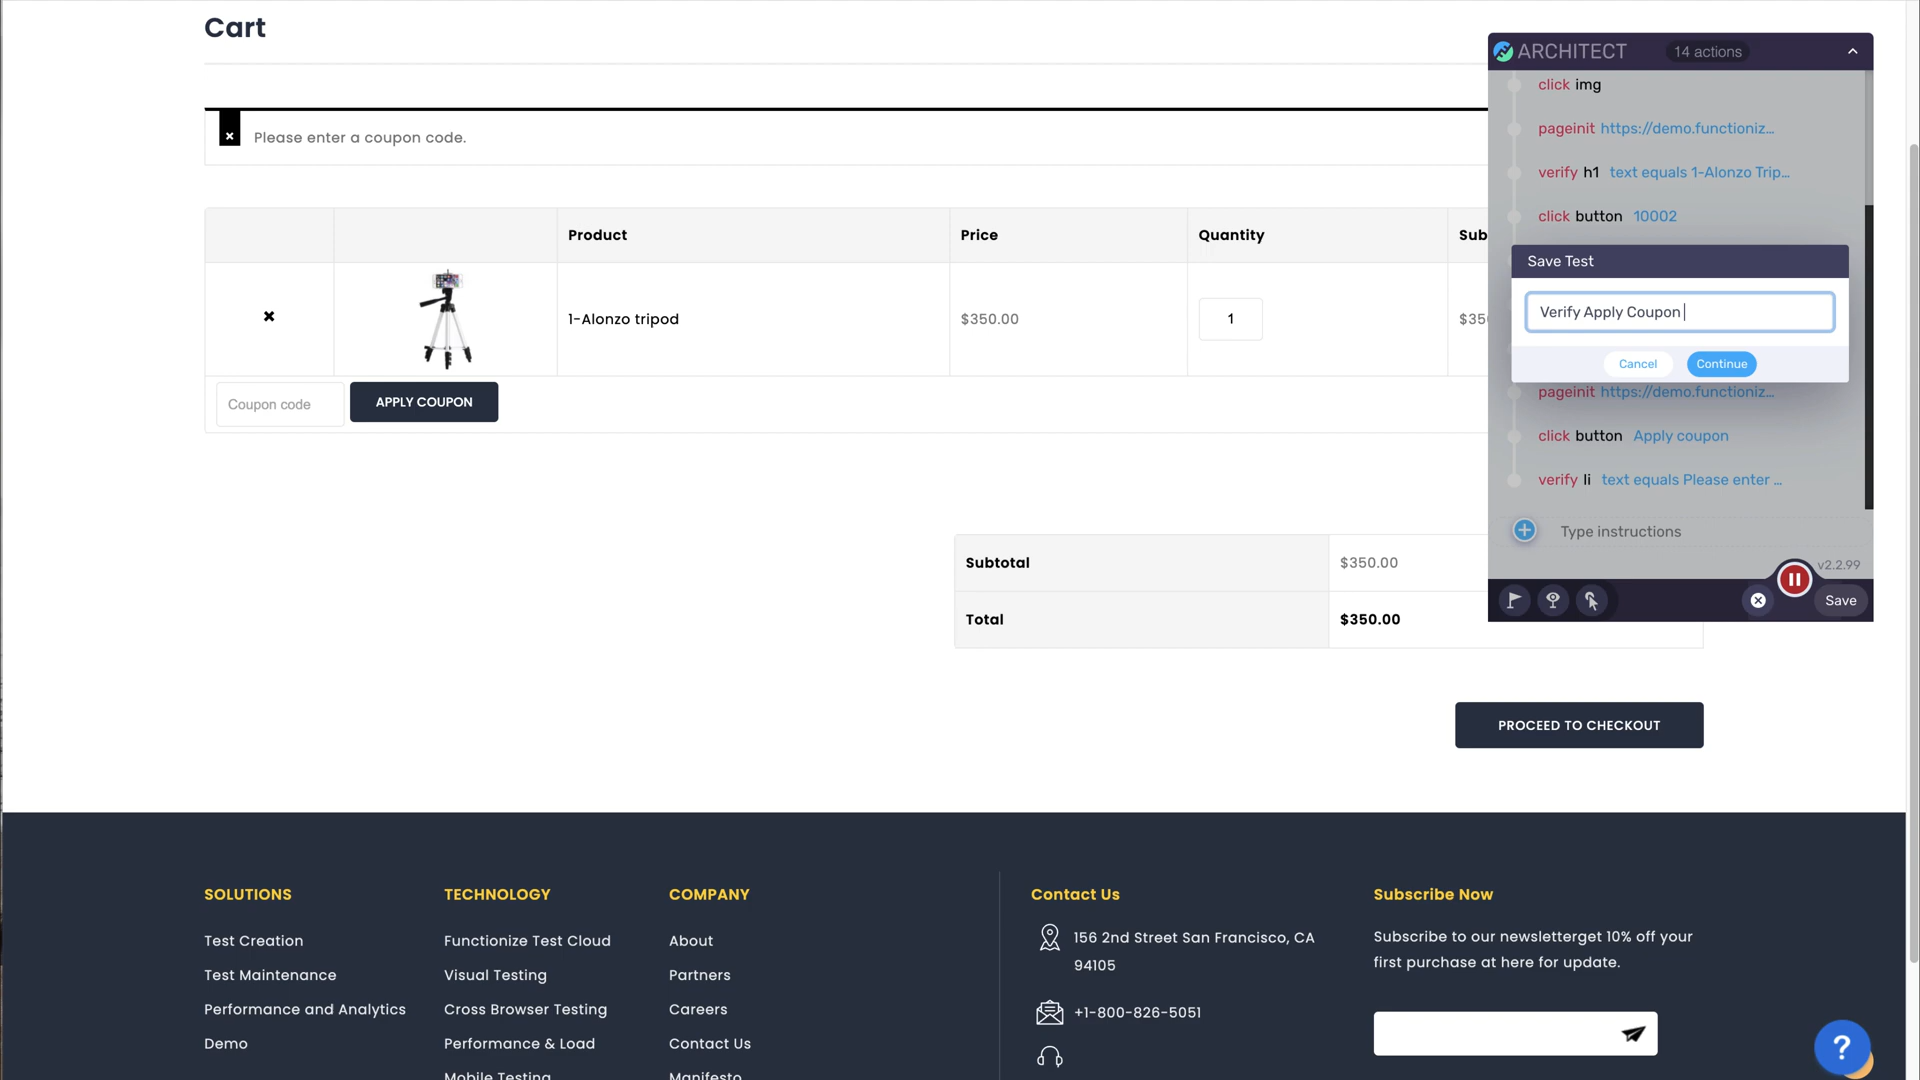 Cart
Please enter a coupon code.
Product Price Quantity Sub
1-Alonzo tripod $350.00 1 $35
Coupon code APPLY COUPON
Subtotal $350.00
Total $350.00
PROCEED TO CHECKOUT
ARCHITECT 14 actions
click img
pageinit https://demo.functioniz...
verify h1 text equals 1-Alonzo Trip...
click button 10002
Save Test
Verify Apply Coupon
Cancel Continue
pageinit https://demo.functioniz...
click button Apply coupon
verify li text equals Please enter ...
Type instructions
v2.2.99
Save
SOLUTIONS
Test Creation
Test Maintenance
Performance and Analytics
Demo
TECHNOLOGY
Functionize Test Cloud
Visual Testing
Cross Browser Testing
Performance & Load
Mobile Testing
COMPANY
About
Partners
Careers
Contact Us
Manifesto
Contact Us
156 2nd Street San Francisco, CA
94105
+1-800-826-5051
Subscribe Now
Subscribe to our newsletterget 10% off your
first purchase at here for update.
?